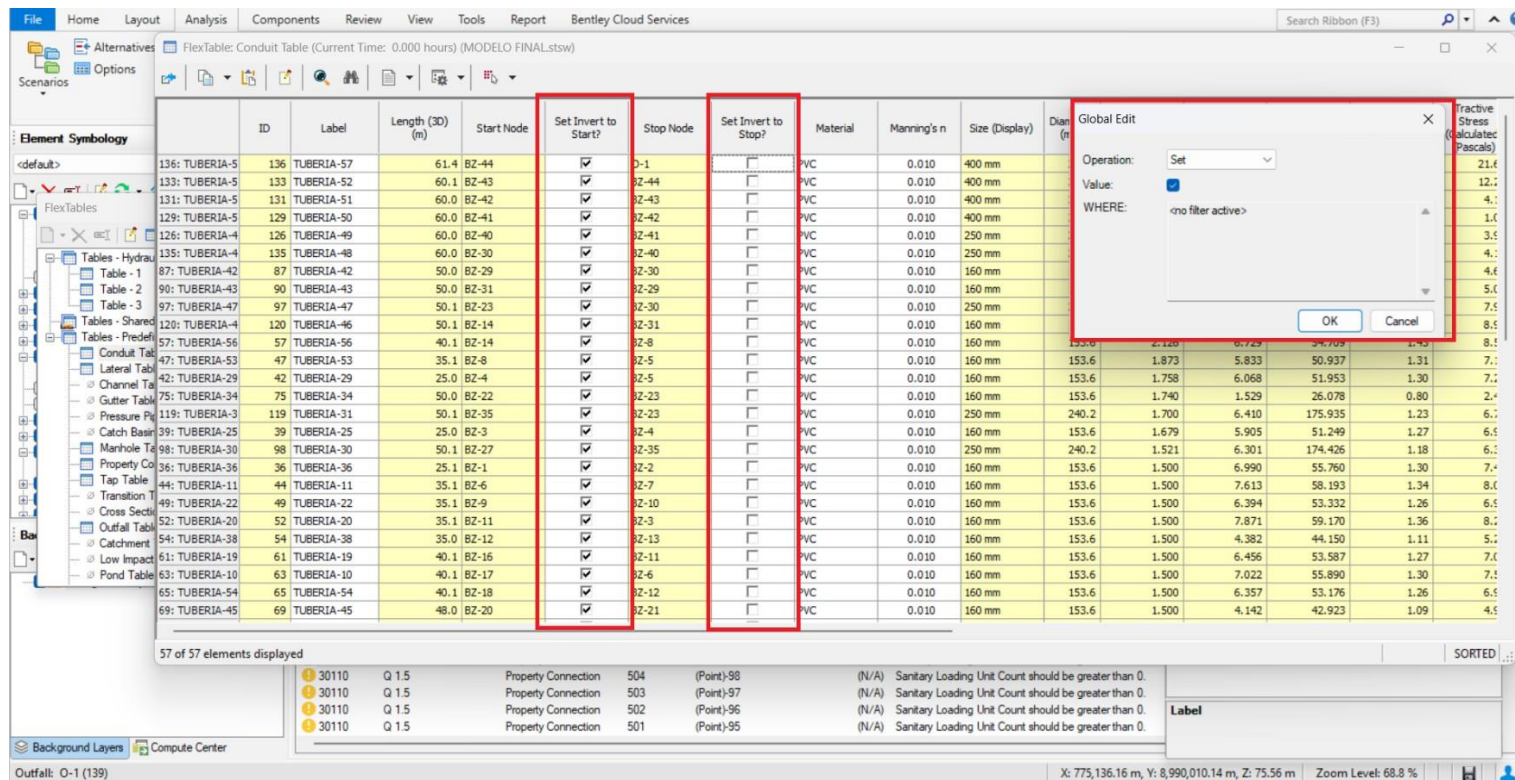 File Home Layout Analysis Components Review View Tools Report Bentley Cloud Services Search Ribbon (F3)
Alternatives
Options
Scenarios
FlexTable: Conduit Table (Current Time: 0.000 hours) (MODELO FINAL.stsw)
Element Symbology
<default>
FlexTables
Tables - Hydrau
Table - 1
Table - 2
Table - 3
Tables - Shared
Tables - Predefi
Conduit Tab
Lateral Tabl
Channel Ta
Gutter Table
Pressure Pip
Catch Basin
Manhole Ta
Property Co
Tap Table
Transition T
Cross Secti
Outfall Tabl
Catchment
Low Impact
Pond Table
ID Label Length (3D) (m) Start Node Set Invert to Start? Stop Node Set Invert to Stop? Material Manning's n Size (Display) Diam (m Tractive Stress (Calculated Pascals)
136: TUBERIA-5 136 TUBERIA-57 61.4 BZ-44 O-1 PVC 0.010 400 mm 21.6
133: TUBERIA-5 133 TUBERIA-52 60.1 BZ-43 BZ-44 PVC 0.010 400 mm 12.2
131: TUBERIA-5 131 TUBERIA-51 60.0 BZ-42 BZ-43 PVC 0.010 400 mm 4.1
129: TUBERIA-5 129 TUBERIA-50 60.0 BZ-41 BZ-42 PVC 0.010 400 mm 1.0
126: TUBERIA-4 126 TUBERIA-49 60.0 BZ-40 BZ-41 PVC 0.010 250 mm 3.9
135: TUBERIA-4 135 TUBERIA-48 60.0 BZ-30 BZ-40 PVC 0.010 250 mm 4.1
87: TUBERIA-42 87 TUBERIA-42 50.0 BZ-29 BZ-30 PVC 0.010 160 mm 4.6
90: TUBERIA-43 90 TUBERIA-43 50.0 BZ-31 BZ-29 PVC 0.010 160 mm 5.0
97: TUBERIA-47 97 TUBERIA-47 50.1 BZ-23 BZ-30 PVC 0.010 250 mm 7.9
120: TUBERIA-4 120 TUBERIA-46 50.1 BZ-14 BZ-31 PVC 0.010 160 mm 8.9
57: TUBERIA-56 57 TUBERIA-56 40.1 BZ-14 BZ-8 PVC 0.010 160 mm 153.6 2.126 6.729 54.709 1.43 8.5
47: TUBERIA-53 47 TUBERIA-53 35.1 BZ-8 BZ-5 PVC 0.010 160 mm 153.6 1.873 5.833 50.937 1.31 7.1
42: TUBERIA-29 42 TUBERIA-29 25.0 BZ-4 BZ-5 PVC 0.010 160 mm 153.6 1.758 6.068 51.953 1.30 7.2
75: TUBERIA-34 75 TUBERIA-34 50.0 BZ-22 BZ-23 PVC 0.010 160 mm 153.6 1.740 1.529 26.078 0.80 2.4
119: TUBERIA-3 119 TUBERIA-31 50.1 BZ-35 BZ-23 PVC 0.010 250 mm 240.2 1.700 6.410 175.935 1.23 6.7
39: TUBERIA-25 39 TUBERIA-25 25.0 BZ-3 BZ-4 PVC 0.010 160 mm 153.6 1.679 5.905 51.249 1.27 6.9
98: TUBERIA-30 98 TUBERIA-30 50.1 BZ-27 BZ-35 PVC 0.010 250 mm 240.2 1.521 6.301 174.426 1.18 6.3
36: TUBERIA-36 36 TUBERIA-36 25.1 BZ-1 BZ-2 PVC 0.010 160 mm 153.6 1.500 6.990 55.760 1.30 7.4
44: TUBERIA-11 44 TUBERIA-11 35.1 BZ-6 BZ-7 PVC 0.010 160 mm 153.6 1.500 7.613 58.193 1.34 8.0
49: TUBERIA-22 49 TUBERIA-22 35.1 BZ-9 BZ-10 PVC 0.010 160 mm 153.6 1.500 6.394 53.332 1.26 6.9
52: TUBERIA-20 52 TUBERIA-20 35.1 BZ-11 BZ-3 PVC 0.010 160 mm 153.6 1.500 7.871 59.170 1.36 8.2
54: TUBERIA-38 54 TUBERIA-38 35.0 BZ-12 BZ-13 PVC 0.010 160 mm 153.6 1.500 4.382 44.150 1.11 5.2
61: TUBERIA-19 61 TUBERIA-19 40.1 BZ-16 BZ-11 PVC 0.010 160 mm 153.6 1.500 6.456 53.587 1.27 7.0
63: TUBERIA-10 63 TUBERIA-10 40.1 BZ-17 BZ-6 PVC 0.010 160 mm 153.6 1.500 7.022 55.890 1.30 7.5
65: TUBERIA-54 65 TUBERIA-54 40.1 BZ-18 BZ-12 PVC 0.010 160 mm 153.6 1.500 6.357 53.176 1.26 6.9
69: TUBERIA-45 69 TUBERIA-45 48.0 BZ-20 BZ-21 PVC 0.010 160 mm 153.6 1.500 4.142 42.923 1.09 4.9
Global Edit
Operation: Set
Value:
WHERE: <no filter active>
OK Cancel
57 of 57 elements displayed SORTED
30110 Q 1.5 Property Connection 504 (Point)-98 (N/A) Sanitary Loading Unit Count should be greater than 0.
30110 Q 1.5 Property Connection 503 (Point)-97 (N/A) Sanitary Loading Unit Count should be greater than 0.
30110 Q 1.5 Property Connection 502 (Point)-96 (N/A) Sanitary Loading Unit Count should be greater than 0.
30110 Q 1.5 Property Connection 501 (Point)-95 (N/A) Sanitary Loading Unit Count should be greater than 0.
Label
Background Layers Compute Center
Outfall: O-1 (139) X: 775,136.16 m, Y: 8,990,010.14 m, Z: 75.56 m Zoom Level: 68.8 %